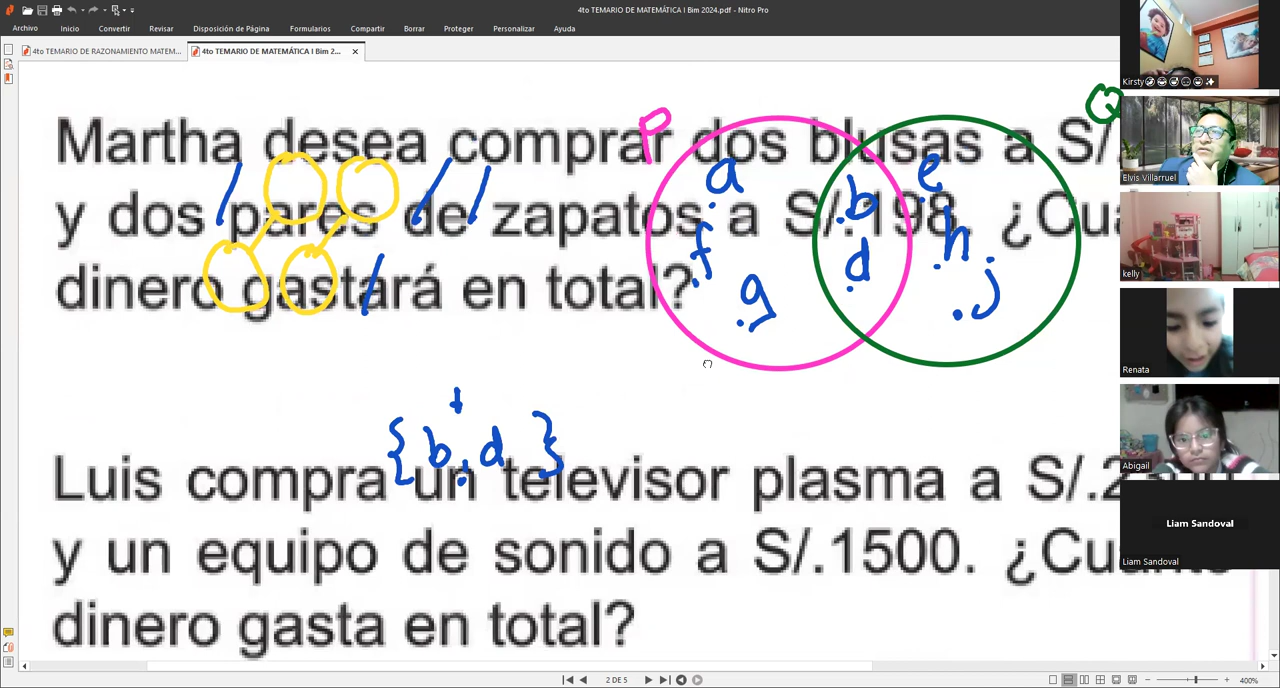 4to TEMARIO DE MATEMÁTICA I Bim 2024.pdf - Nitro Pro
Archivo Inicio Convertir Revisar Disposición de Página Formularios Compartir Borrar Proteger Personalizar Ayuda
4to TEMARIO DE RAZONAMIENTO MATEM... 4to TEMARIO DE MATEMÁTICA I Bim 2...
Martha desea comprar dos blusas a S/.
y dos pares de zapatos a S/.198. ¿Cuá
dinero gastará en total?
P Q
a b e
f d h
g j
{ b, d }
Luis compra un televisor plasma a S/.2
y un equipo de sonido a S/.1500. ¿Cuánto
dinero gasta en total?
Kirsty
Elvis Villarruel
kelly
Renata
Abigail
Liam Sandoval
Liam Sandoval
2 DE 5
400%